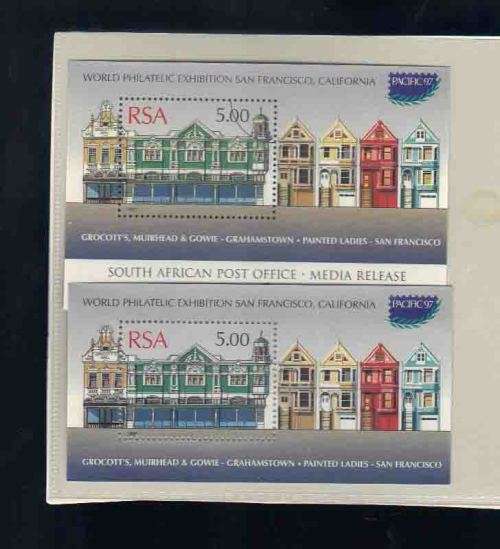 WORLD PHILATELIC EXHIBITION SAN FRANCISCO, CALIFORNIA
PACIFIC 97
RSA 5.00
GROCOTT'S, MUIRHEAD & GOWIE - GRAHAMSTOWN • PAINTED LADIES - SAN FRANCISCO
SOUTH AFRICAN POST OFFICE · MEDIA RELEASE
WORLD PHILATELIC EXHIBITION SAN FRANCISCO, CALIFORNIA
PACIFIC 97
RSA 5.00
GROCOTT'S, MUIRHEAD & GOWIE - GRAHAMSTOWN • PAINTED LADIES - SAN FRANCISCO